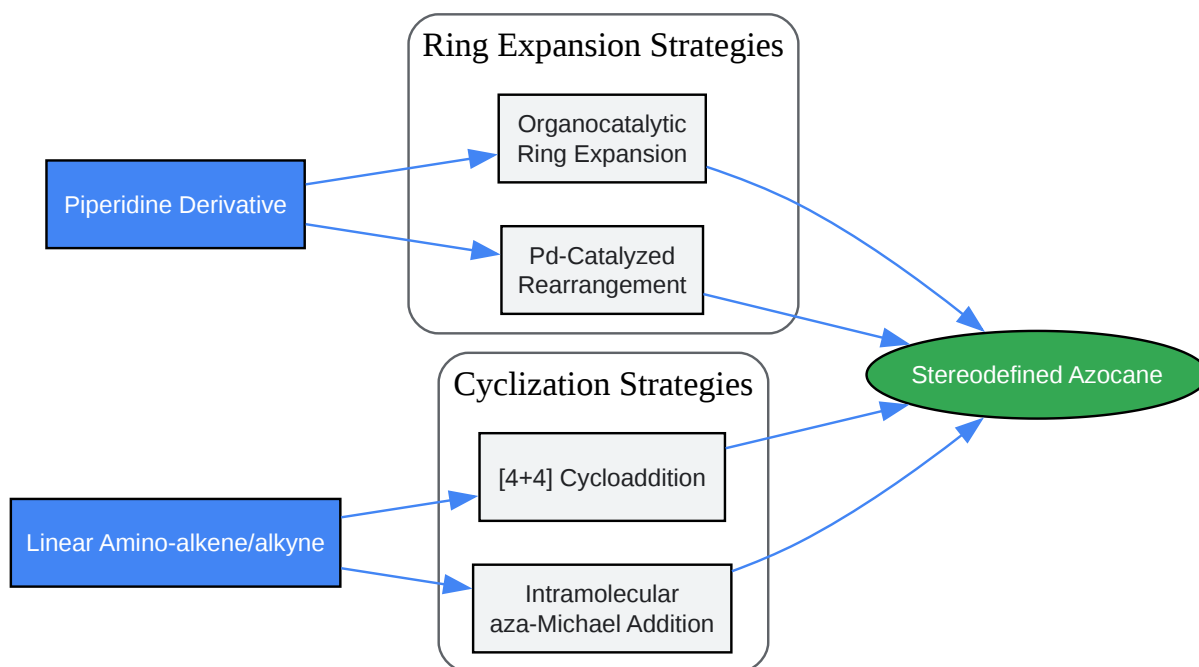 Ring Expansion Strategies
Organocatalytic
Ring Expansion
Piperidine Derivative
Pd-Catalyzed
Rearrangement
Stereodefined Azocane
Cyclization Strategies
[4+4] Cycloaddition
Linear Amino-alkene/alkyne
Intramolecular
aza-Michael Addition